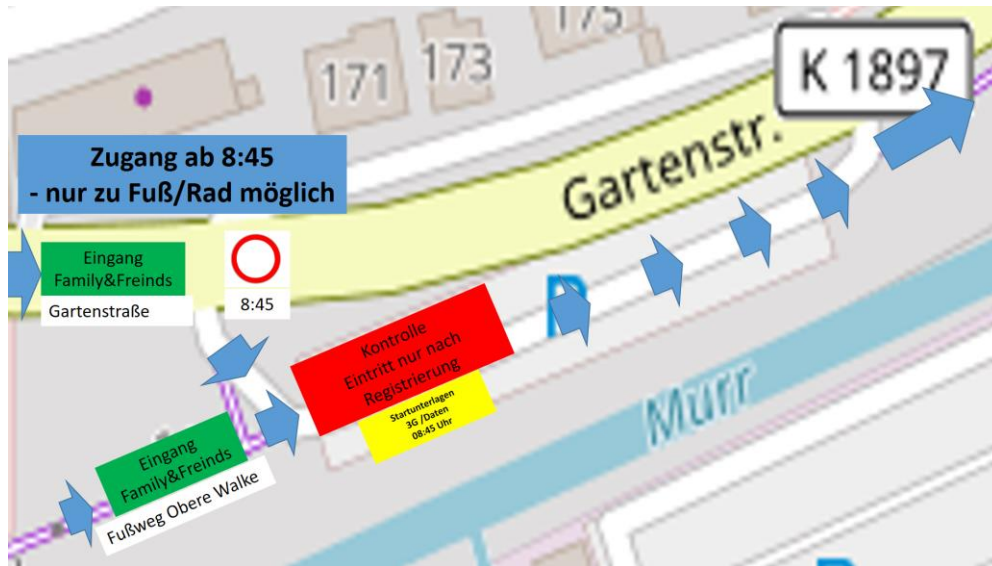 171
173
175
K 1897
Zugang ab 8:45
- nur zu Fuß/Rad möglich
Gartenstr.
Eingang
Family&Freinds
Gartenstraße
8:45
P
Kontrolle
Eintritt nur nach
Registrierung
Startunterlagen
3G /Daten
08:45 Uhr
Murr
Eingang
Family&Freinds
Fußweg Obere Walke